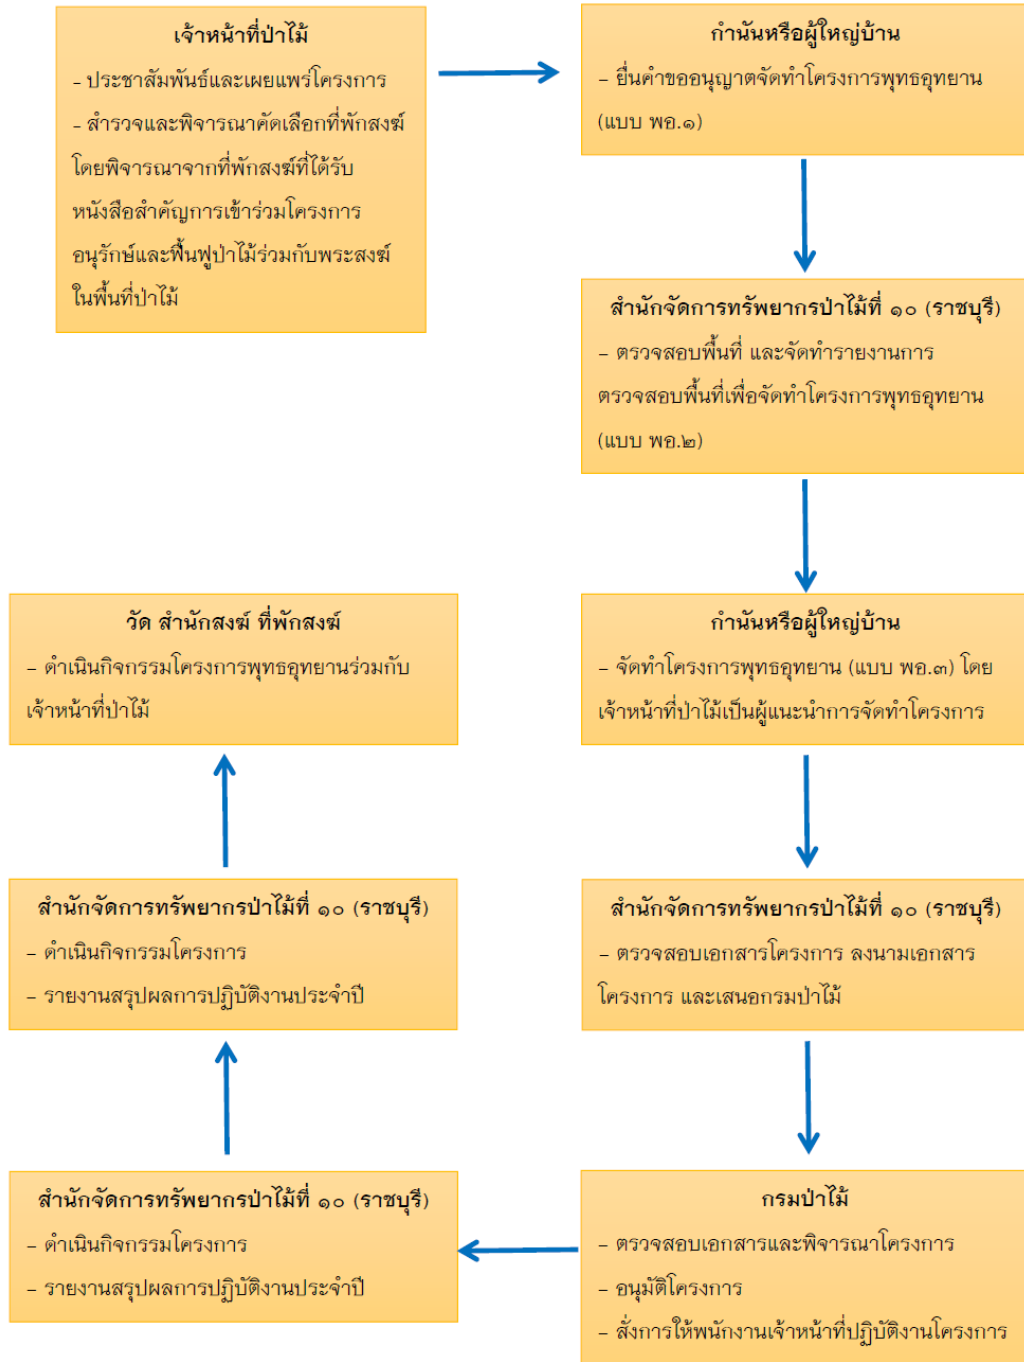 เจ้าหน้าที่ป่าไม้
- ประชาสัมพันธ์และเผยแพร่โครงการ
- สำรวจและพิจารณาคัดเลือกที่พักสงฆ์
โดยพิจารณาจากที่พักสงฆ์ที่ได้รับ
หนังสือสำคัญการเข้าร่วมโครงการ
อนุรักษ์และฟื้นฟูป่าไม้ร่วมกับพระสงฆ์
ในพื้นที่ป่าไม้
กำนันหรือผู้ใหญ่บ้าน
- ยื่นคำขออนุญาตจัดทำโครงการพุทธอุทยาน
(แบบ พอ.๑)
สำนักจัดการทรัพยากรป่าไม้ที่ ๑๐ (ราชบุรี)
- ตรวจสอบพื้นที่ และจัดทำรายงานการ
ตรวจสอบพื้นที่เพื่อจัดทำโครงการพุทธอุทยาน
(แบบ พอ.๒)
กำนันหรือผู้ใหญ่บ้าน
- จัดทำโครงการพุทธอุทยาน (แบบ พอ.๓) โดย
เจ้าหน้าที่ป่าไม้เป็นผู้แนะนำการจัดทำโครงการ
สำนักจัดการทรัพยากรป่าไม้ที่ ๑๐ (ราชบุรี)
- ตรวจสอบเอกสารโครงการ ลงนามเอกสาร
โครงการ และเสนอกรมป่าไม้
กรมป่าไม้
- ตรวจสอบเอกสารและพิจารณาโครงการ
- อนุมัติโครงการ
- สั่งการให้พนักงานเจ้าหน้าที่ปฏิบัติงานโครงการ
สำนักจัดการทรัพยากรป่าไม้ที่ ๑๐ (ราชบุรี)
- ดำเนินกิจกรรมโครงการ
- รายงานสรุปผลการปฏิบัติงานประจำปี
สำนักจัดการทรัพยากรป่าไม้ที่ ๑๐ (ราชบุรี)
- ดำเนินกิจกรรมโครงการ
- รายงานสรุปผลการปฏิบัติงานประจำปี
วัด สำนักสงฆ์ ที่พักสงฆ์
- ดำเนินกิจกรรมโครงการพุทธอุทยานร่วมกับ
เจ้าหน้าที่ป่าไม้